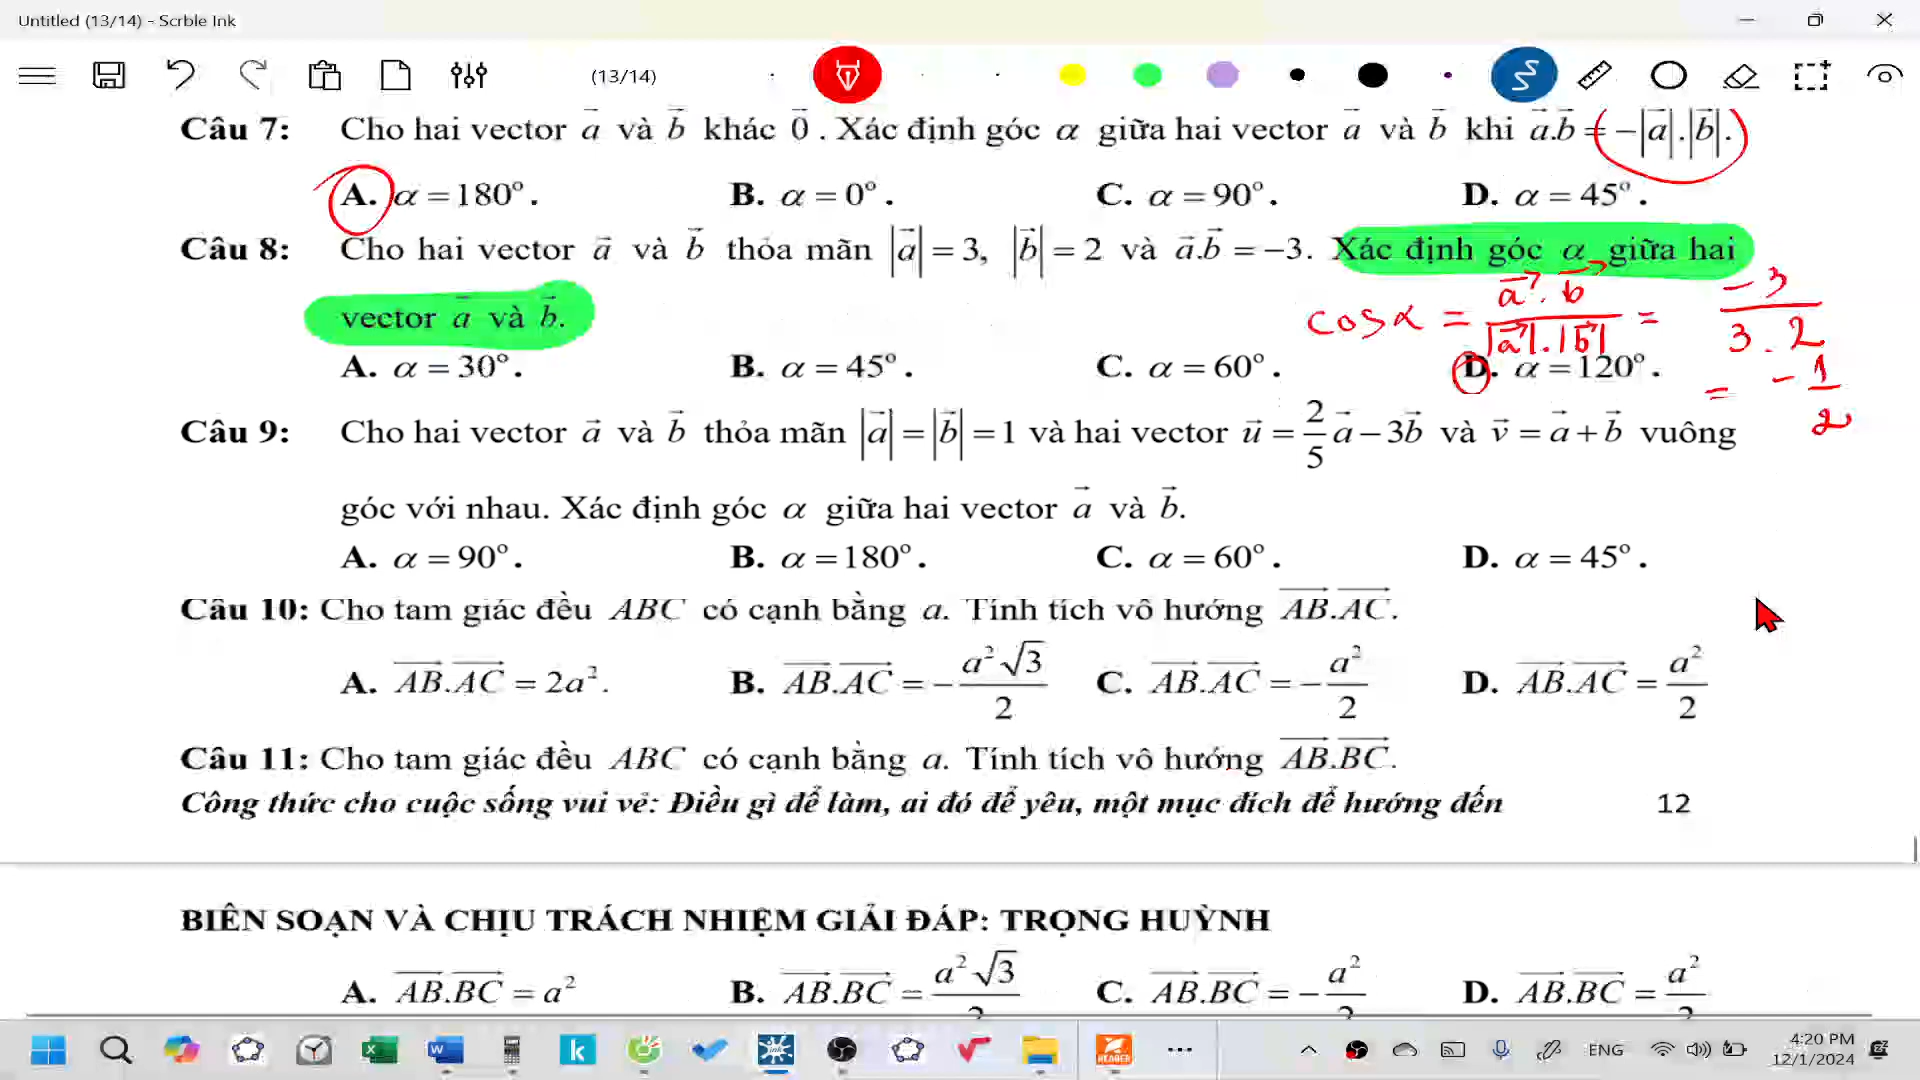 Untitled (13/14) - Scrble Ink
(13/14)
Câu 7: Cho hai vector a⃗ và b⃗ khác 0⃗. Xác định góc α giữa hai vector a⃗ và b⃗ khi a⃗.b⃗ = −|a⃗|.|b⃗|.
A. α = 180°. B. α = 0°. C. α = 90°. D. α = 45°.
Câu 8: Cho hai vector a⃗ và b⃗ thỏa mãn |a⃗| = 3, |b⃗| = 2 và a⃗.b⃗ = −3. Xác định góc α giữa hai
vector a⃗ và b⃗.
cosα = a⃗.b⃗ / |a⃗|.|b⃗| = −3 / 3.2
A. α = 30°. B. α = 45°. C. α = 60°. D. α = 120°.
= −1/2
Câu 9: Cho hai vector a⃗ và b⃗ thỏa mãn |a⃗| = |b⃗| = 1 và hai vector u⃗ = 2/5 a⃗ − 3b⃗ và v⃗ = a⃗ + b⃗ vuông
góc với nhau. Xác định góc α giữa hai vector a⃗ và b⃗.
A. α = 90°. B. α = 180°. C. α = 60°. D. α = 45°.
Câu 10: Cho tam giác đều ABC có cạnh bằng a. Tính tích vô hướng AB.AC.
A. AB.AC = 2a². B. AB.AC = −a²√3/2 C. AB.AC = −a²/2 D. AB.AC = a²/2
Câu 11: Cho tam giác đều ABC có cạnh bằng a. Tính tích vô hướng AB.BC.
Công thức cho cuộc sống vui vẻ: Điều gì để làm, ai đó để yêu, một mục đích để hướng đến 12
BIÊN SOẠN VÀ CHỊU TRÁCH NHIỆM GIẢI ĐÁP: TRỌNG HUỲNH
A. AB.BC = a² B. AB.BC = a²√3/2 C. AB.BC = −a²/2 D. AB.BC = a²/2
ENG
4:20 PM
12/1/2024